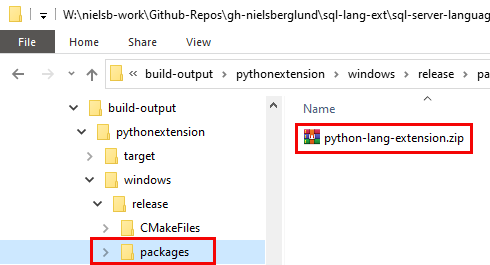 W:\nielsb-work\Github-Repos\gh-nielsberglund\sql-lang-ext\sql-server-languag
File Home Share View
« build-output › pythonextension › windows › release › pa
build-output
pythonextension
target
windows
release
CMakeFiles
packages
Name
python-lang-extension.zip